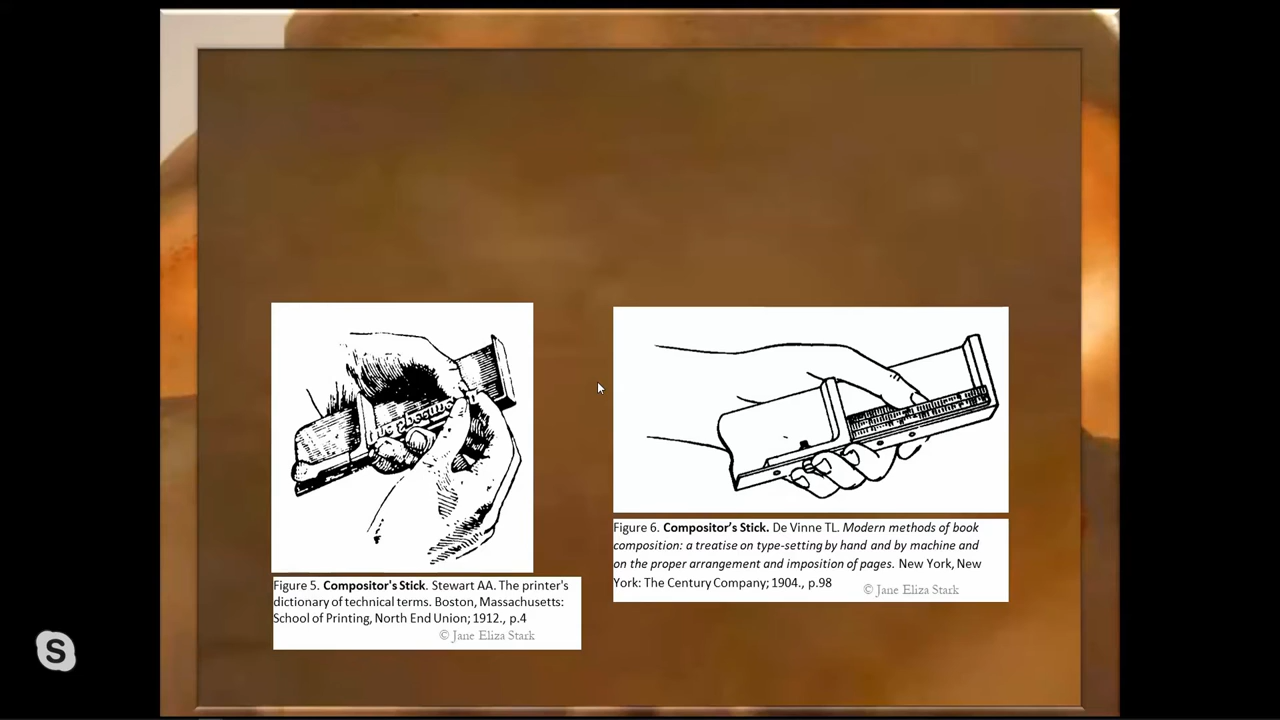 Figure 5. Compositor's Stick. Stewart AA. The printer's
dictionary of technical terms. Boston, Massachusetts:
School of Printing, North End Union; 1912., p.4
© Jane Eliza Stark
Figure 6. Compositor's Stick. De Vinne TL. Modern methods of book
composition: a treatise on type-setting by hand and by machine and
on the proper arrangement and imposition of pages. New York, New
York: The Century Company; 1904., p.98
© Jane Eliza Stark
S